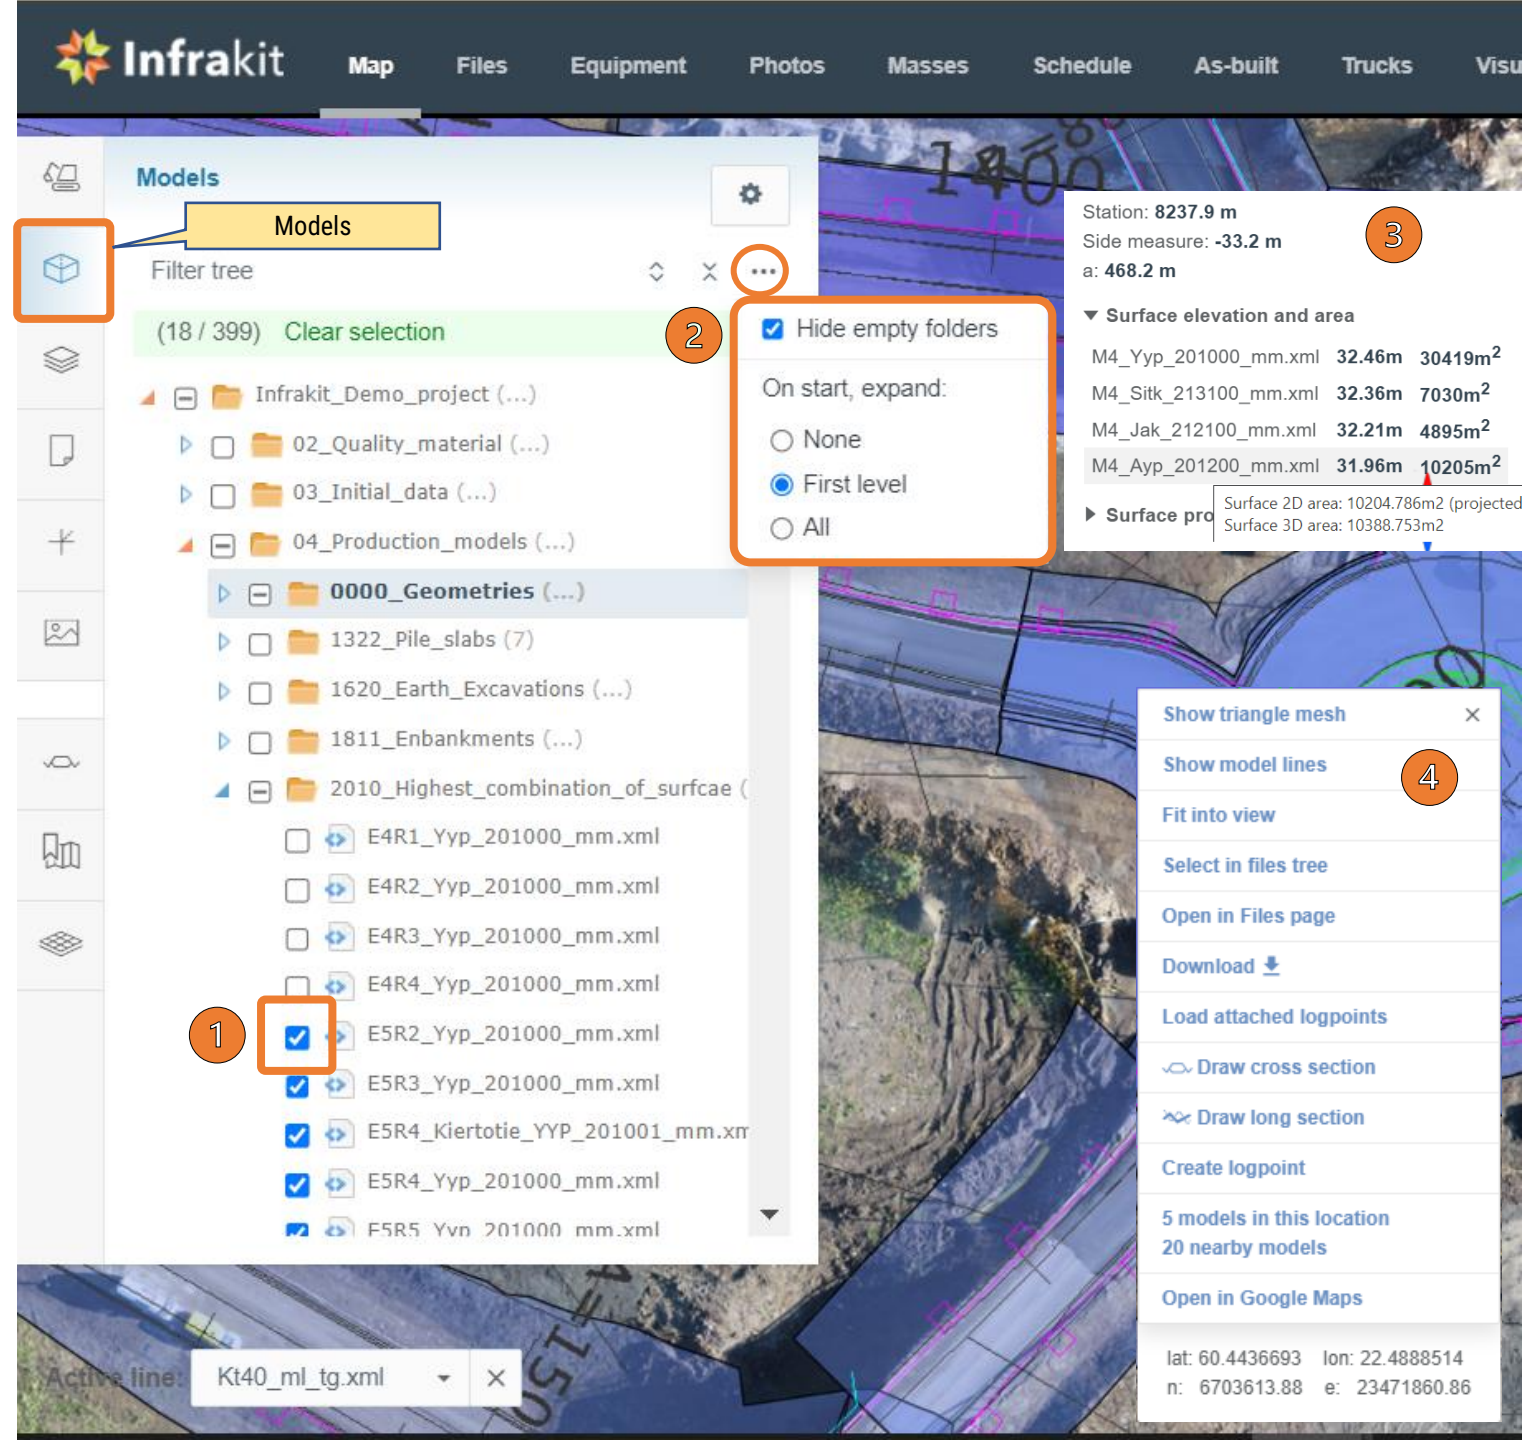 Infrakit
Map
Files
Equipment
Photos
Masses
Schedule
As-built
Trucks
Visu
Models
Models
Filter tree
(18 / 399) Clear selection
Infrakit_Demo_project (...)
02_Quality_material (...)
03_Initial_data (...)
04_Production_models (...)
0000_Geometries (...)
1322_Pile_slabs (7)
1620_Earth_Excavations (...)
1811_Enbankments (...)
2010_Highest_combination_of_surfcae (
E4R1_Yyp_201000_mm.xml
E4R2_Yyp_201000_mm.xml
E4R3_Yyp_201000_mm.xml
E4R4_Yyp_201000_mm.xml
1
E5R2_Yyp_201000_mm.xml
E5R3_Yyp_201000_mm.xml
E5R4_Kiertotie_YYP_201001_mm.xm
E5R4_Yyp_201000_mm.xml
E5R5_Yyp_201000_mm.xml
2
Hide empty folders
On start, expand:
None
First level
All
Station: 8237.9 m
Side measure: -33.2 m
a: 468.2 m
3
Surface elevation and area
M4_Yyp_201000_mm.xml 32.46m 30419m²
M4_Sitk_213100_mm.xml 32.36m 7030m²
M4_Jak_212100_mm.xml 32.21m 4895m²
M4_Ayp_201200_mm.xml 31.96m 10205m²
Surface pro
Surface 2D area: 10204.786m2 (projected
Surface 3D area: 10388.753m2
Show triangle mesh
Show model lines
4
Fit into view
Select in files tree
Open in Files page
Download
Load attached logpoints
Draw cross section
Draw long section
Create logpoint
5 models in this location
20 nearby models
Open in Google Maps
lat: 60.4436693 lon: 22.4888514
n: 6703613.88 e: 23471860.86
Active line:
Kt40_ml_tg.xml